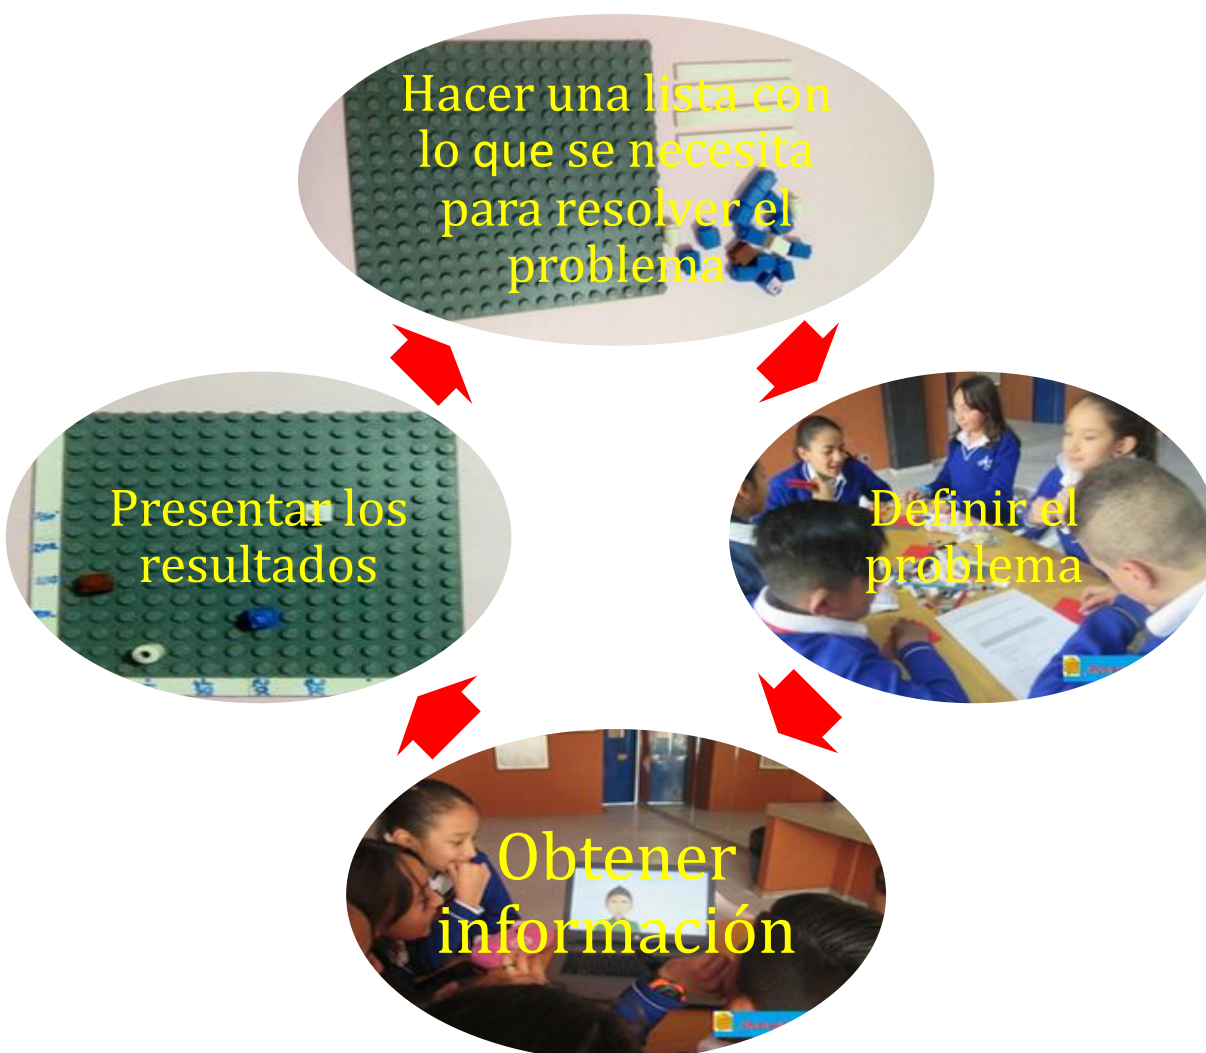 Hacer una lista con
lo que se necesita
para resolver el
problema
Definir el
problema
Obtener
información
Presentar los
resultados